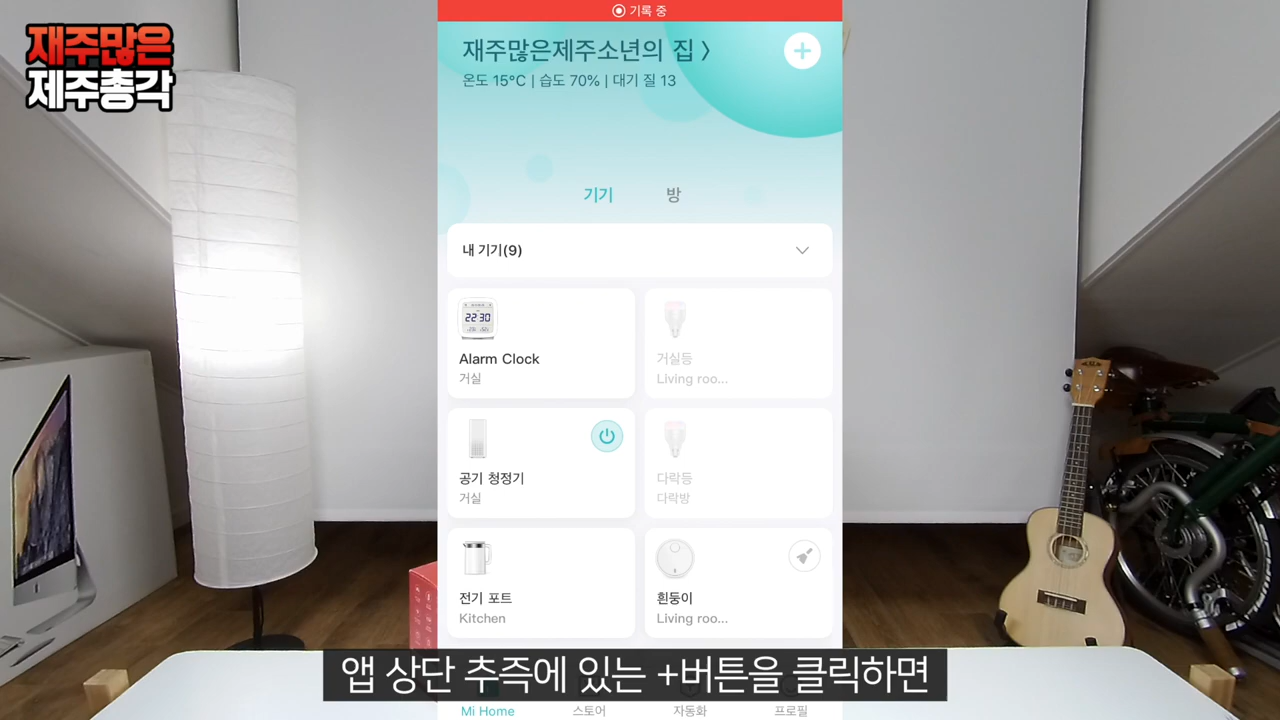 재주많은
제주총각
기록 중
재주많은제주소년의 집 〉
온도 15°C | 습도 70% | 대기 질 13
기기
방
내 기기(9)
22:30
Alarm Clock
거실
거실등
Living roo...
공기 청정기
거실
다락등
다락방
전기 포트
Kitchen
흰둥이
Living roo...
앱 상단 추즉에 있는 +버튼을 클릭하면
Mi Home
스토어
자동화
프로필